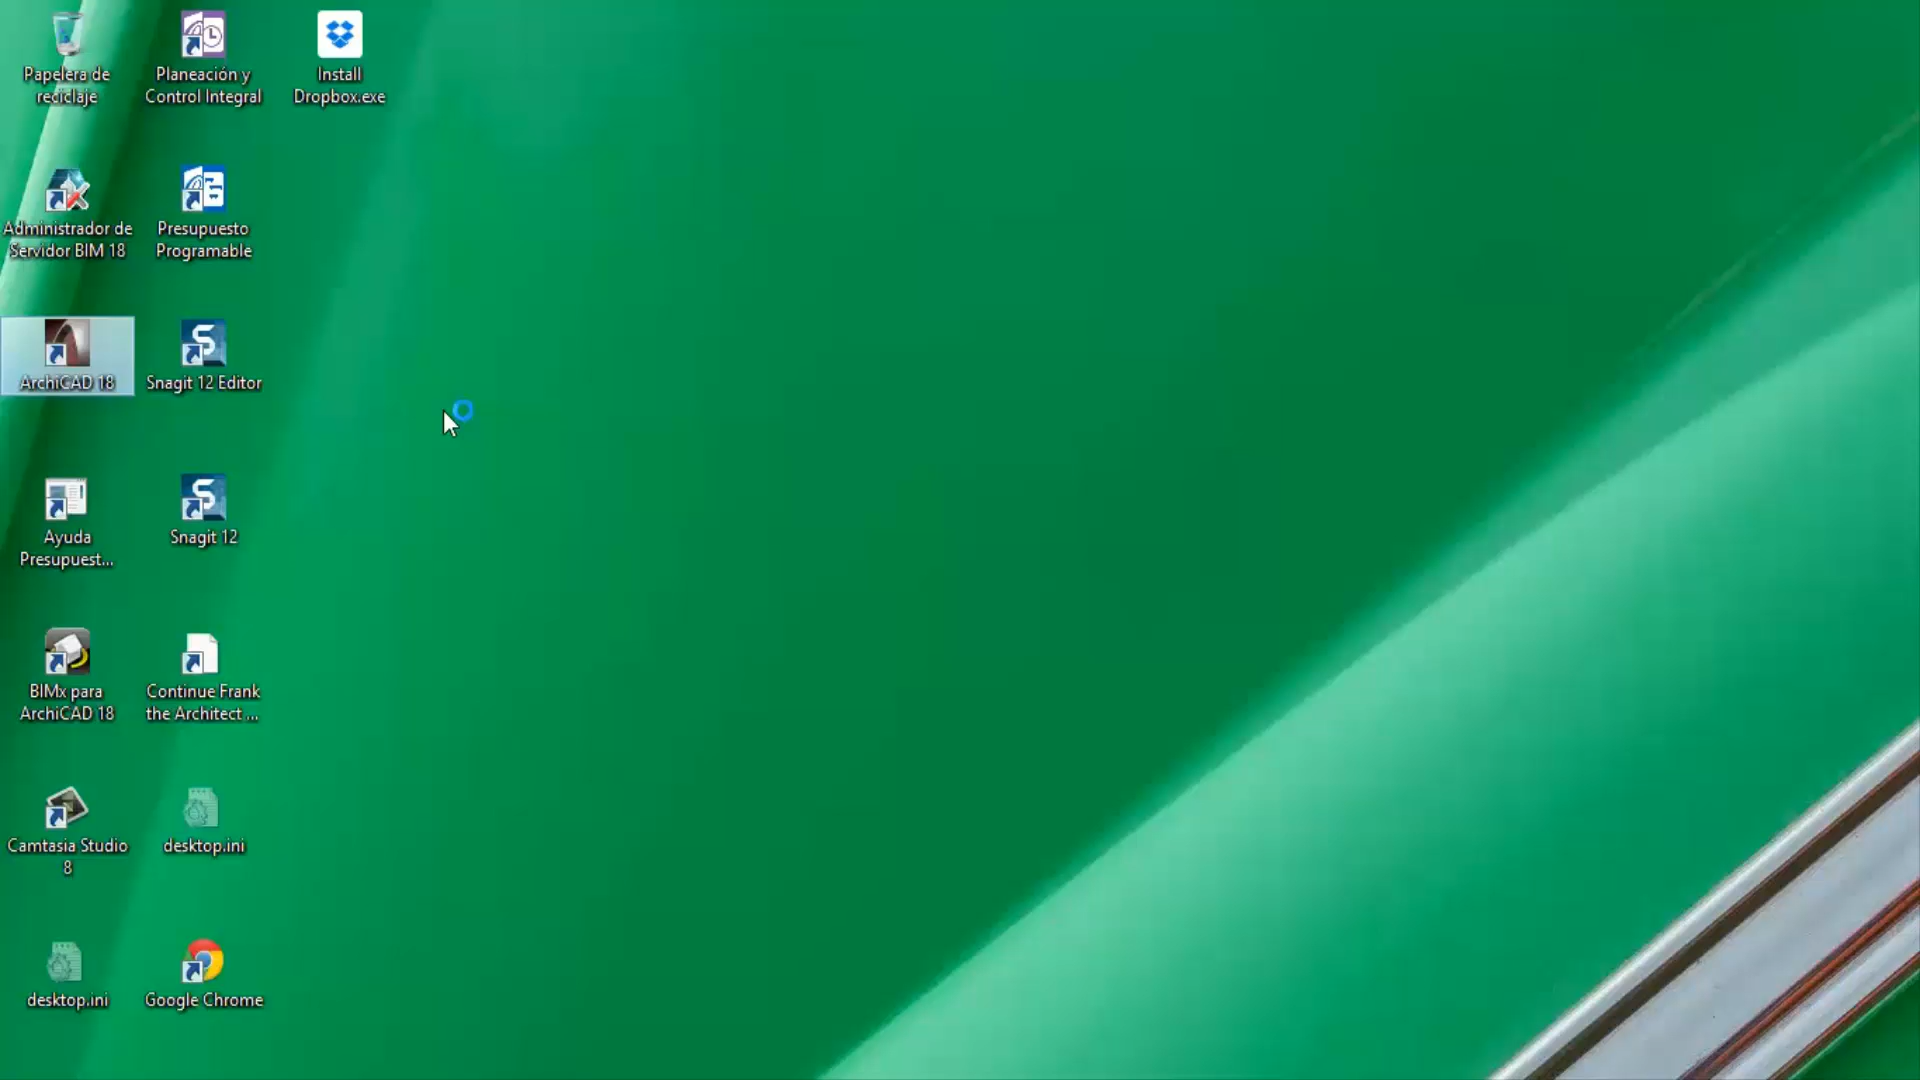 Papelera de
reciclaje
Planeación y
Control Integral
Install
Dropbox.exe
Administrador de
Servidor BIM 18
Presupuesto
Programable
ArchiCAD 18
Snagit 12 Editor
Ayuda
Presupuest...
Snagit 12
BIMx para
ArchiCAD 18
Continue Frank
the Architect ...
Camtasia Studio
8
desktop.ini
desktop.ini
Google Chrome